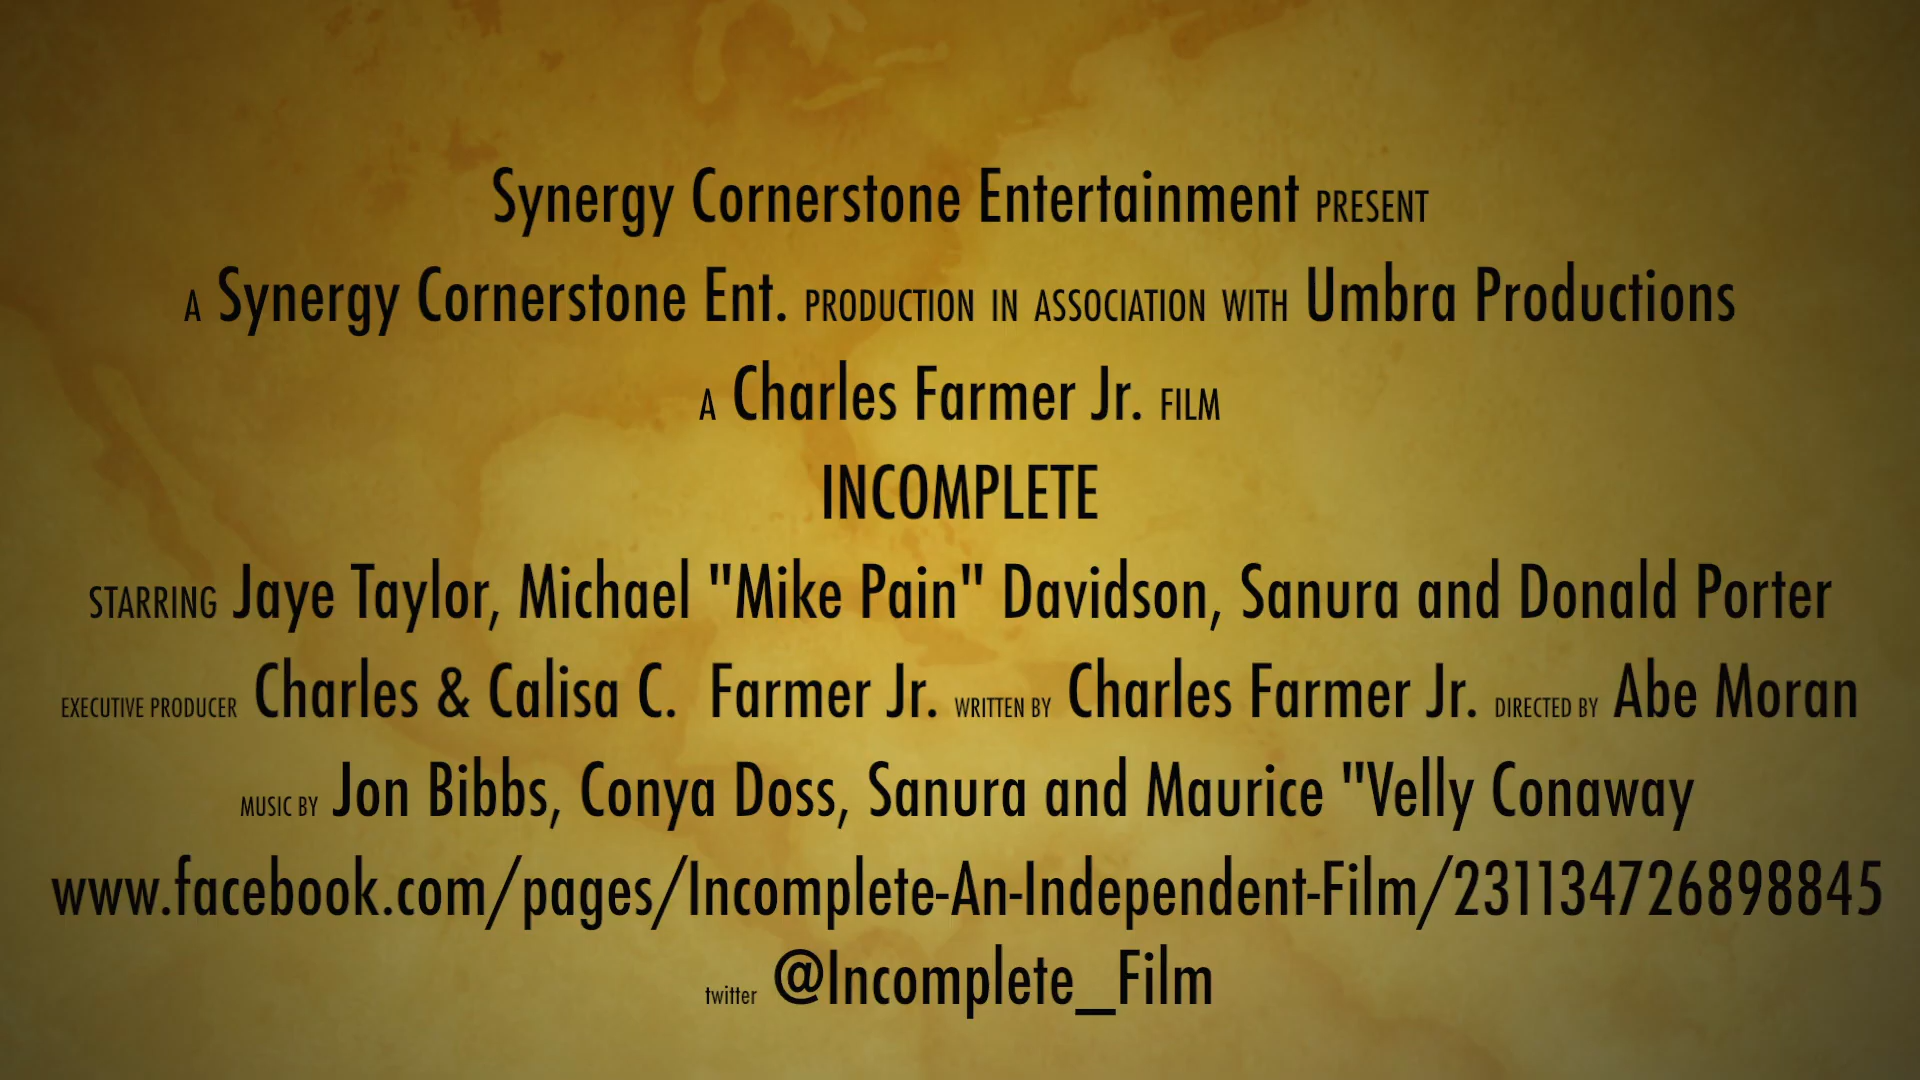 Synergy Cornerstone Entertainment PRESENT
A Synergy Cornerstone Ent. PRODUCTION IN ASSOCIATION WITH Umbra Productions
A Charles Farmer Jr. FILM
INCOMPLETE
STARRING Jaye Taylor, Michael "Mike Pain" Davidson, Sanura and Donald Porter
EXECUTIVE PRODUCER Charles & Calisa C.  Farmer Jr. WRITTEN BY Charles Farmer Jr. DIRECTED BY Abe Moran
MUSIC BY Jon Bibbs, Conya Doss, Sanura and Maurice "Velly Conaway
www.facebook.com/pages/Incomplete-An-Independent-Film/231134726898845
twitter @Incomplete_Film